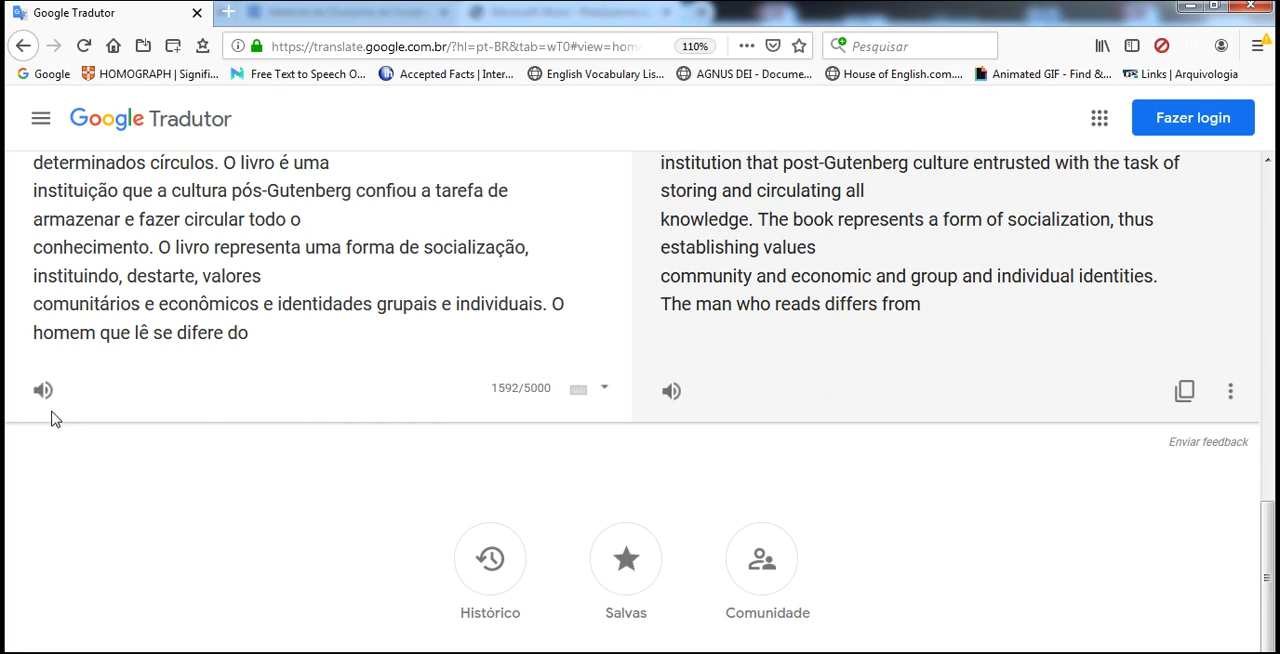 Google Tradutor
https://translate.google.com.br/?hl=pt-BR&tab=wT0#view=hom
110%
Pesquisar
Google
HOMOGRAPH | Signifi...
Free Text to Speech O...
Accepted Facts | Inter...
English Vocabulary Lis...
AGNUS DEI - Docume...
House of English.com....
Animated GIF - Find &...
Links | Arquivologia
Google Tradutor
Fazer login
determinados círculos. O livro é uma
instituição que a cultura pós-Gutenberg confiou a tarefa de
armazenar e fazer circular todo o
conhecimento. O livro representa uma forma de socialização,
instituindo, destarte, valores
comunitários e econômicos e identidades grupais e individuais. O
homem que lê se difere do
1592/5000
institution that post-Gutenberg culture entrusted with the task of
storing and circulating all
knowledge. The book represents a form of socialization, thus
establishing values
community and economic and group and individual identities.
The man who reads differs from
Enviar feedback
Histórico
Salvas
Comunidade